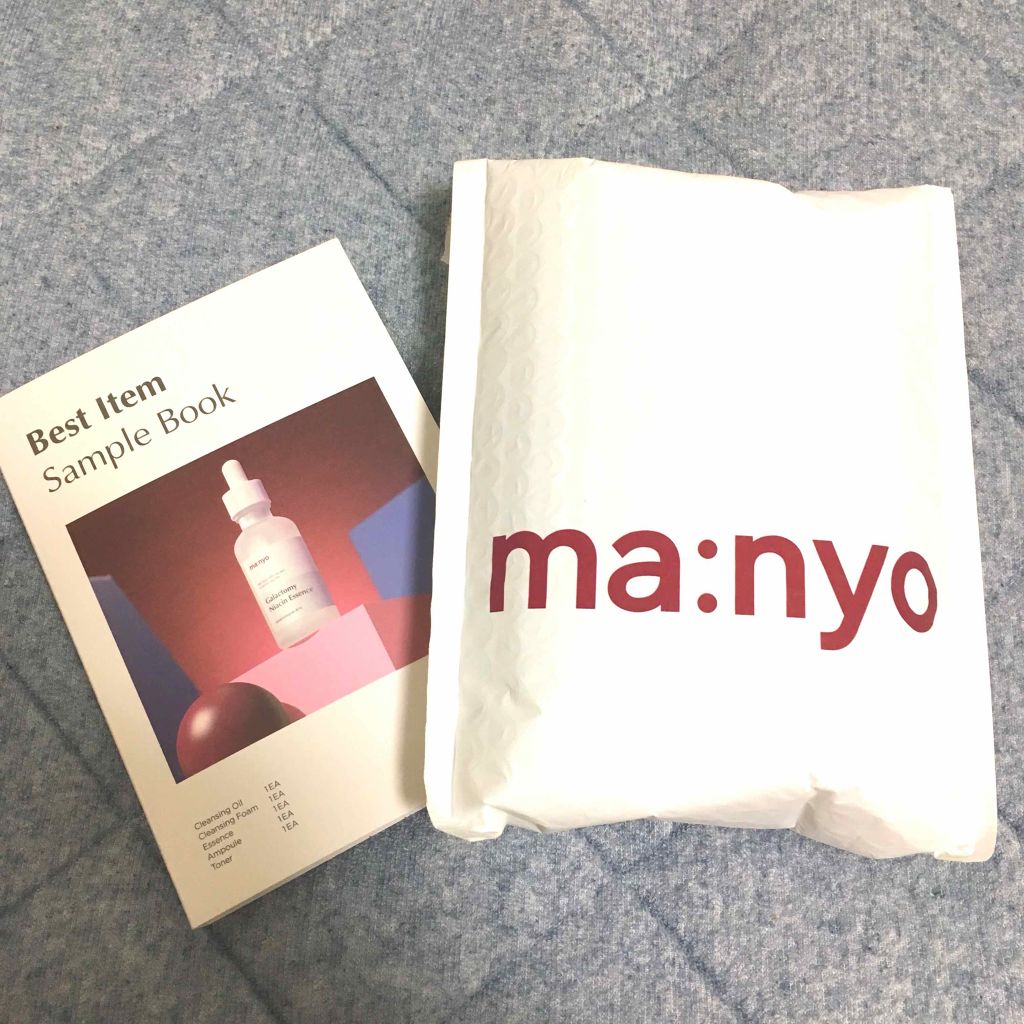 Best Item
Sample Book
ma:nyo
Galactomy
Niacin Essence
Cleansing Oil 1EA
Cleansing Foam 1EA
Essence 1EA
Ampoule 1EA
Toner 1EA
ma:nyo